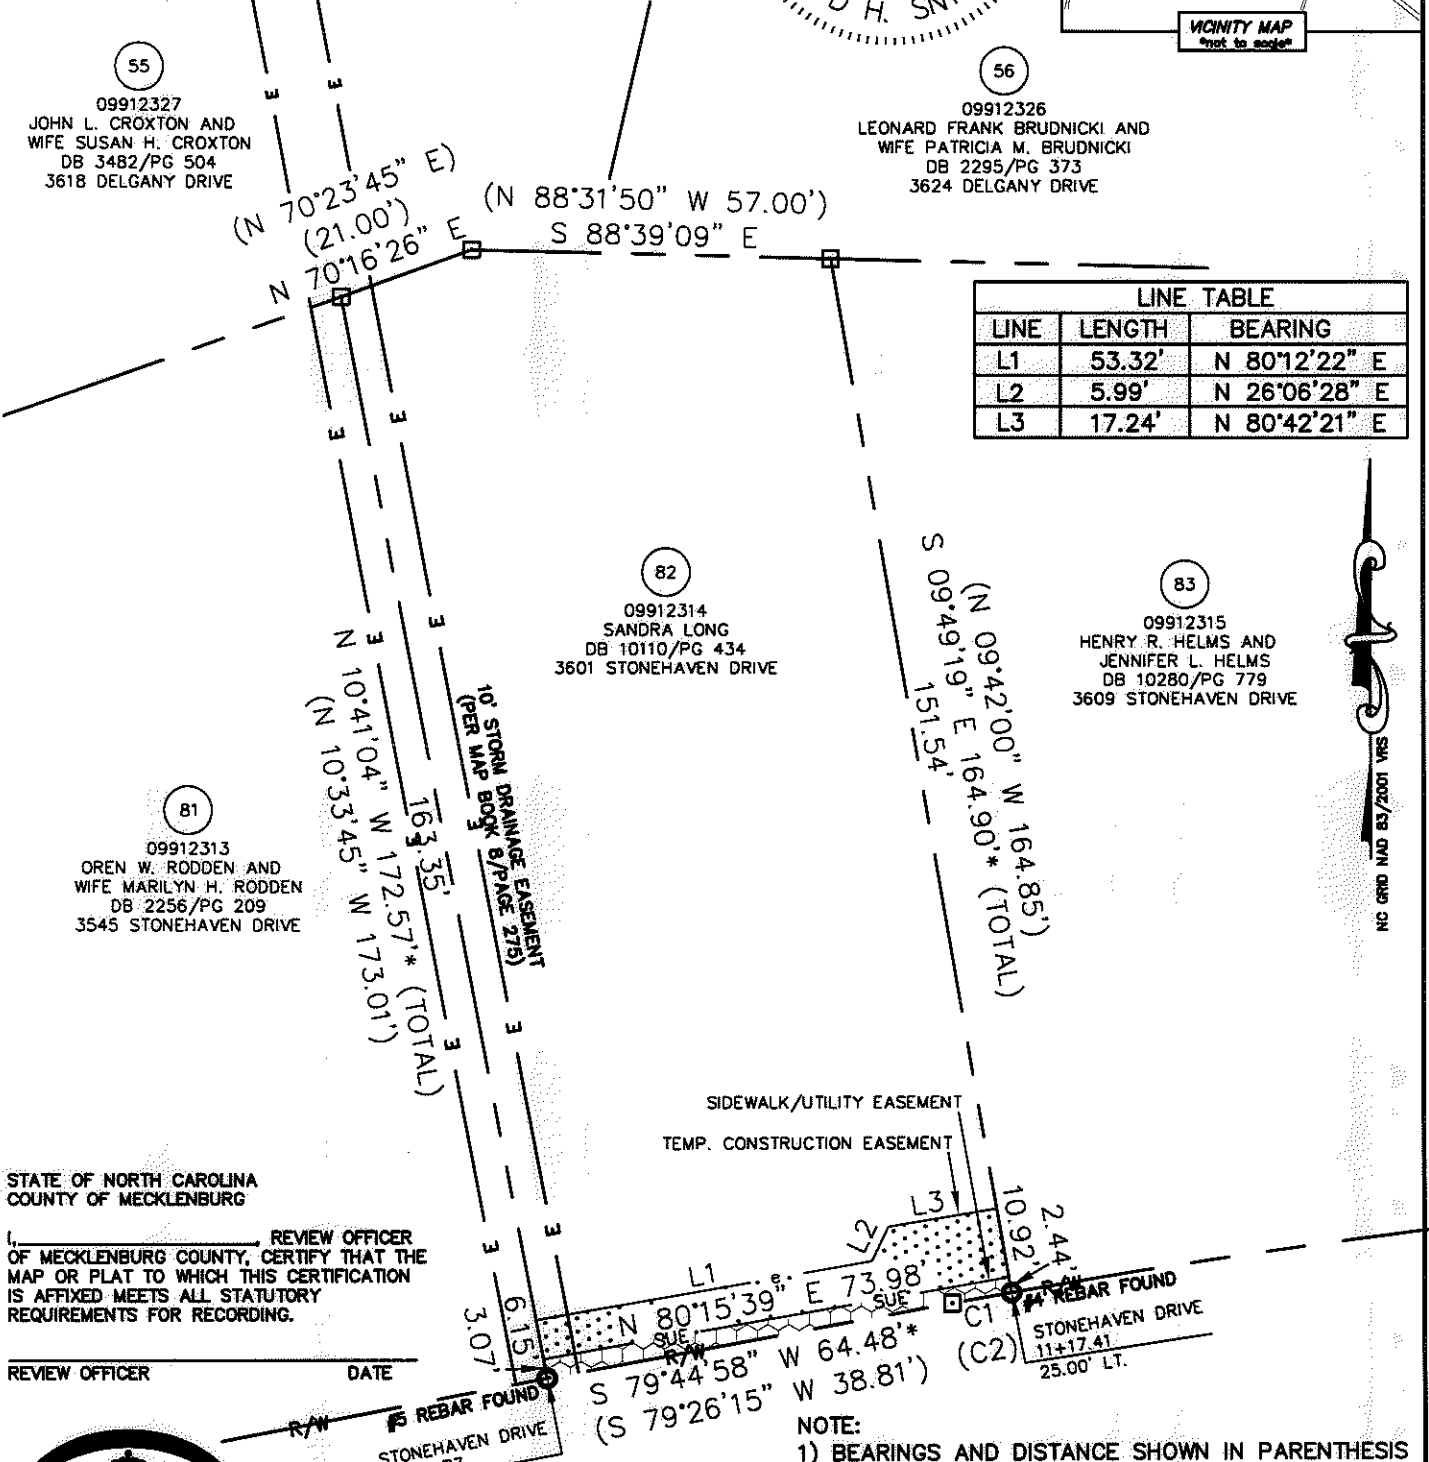 D H. SN
VICINITY MAP
*not to scale*
55
09912327
JOHN L. CROXTON AND
WIFE SUSAN H. CROXTON
DB 3482/PG 504
3618 DELGANY DRIVE
56
09912326
LEONARD FRANK BRUDNICKI AND
WIFE PATRICIA M. BRUDNICKI
DB 2295/PG 373
3624 DELGANY DRIVE
E
E
(N 70°23'45" E)
(21.00')
N 70°16'26" E
(N 88°31'50" W 57.00')
S 88°39'09" E
LINE TABLE
LINE LENGTH BEARING
L1 53.32' N 80°12'22" E
L2 5.99' N 26°06'28" E
L3 17.24' N 80°42'21" E
E
E
E
E
82
09912314
SANDRA LONG
DB 10110/PG 434
3601 STONEHAVEN DRIVE
83
09912315
HENRY R. HELMS AND
JENNIFER L. HELMS
DB 10280/PG 779
3609 STONEHAVEN DRIVE
(N 09°42'00" W 164.85')
S 09°49'19" E 164.90'* (TOTAL)
151.54'
NC GRID NAD 83/2001 VRS
10' STORM DRAINAGE EASEMENT
(PER MAP BOOK 8/PAGE 275)
163.35'
N 10°41'04" W 172.57'* (TOTAL)
(N 10°33'45" W 173.01')
E
E
E
E
E
E
81
09912313
OREN W. RODDEN AND
WIFE MARILYN H. RODDEN
DB 2256/PG 209
3545 STONEHAVEN DRIVE
SIDEWALK/UTILITY EASEMENT
TEMP. CONSTRUCTION EASEMENT
STATE OF NORTH CAROLINA
COUNTY OF MECKLENBURG
I, REVIEW OFFICER
OF MECKLENBURG COUNTY, CERTIFY THAT THE
MAP OR PLAT TO WHICH THIS CERTIFICATION
IS AFFIXED MEETS ALL STATUTORY
REQUIREMENTS FOR RECORDING.
REVIEW OFFICER DATE
L3
L2
L1
e
10.92'
2.44'
6.15'
3.07'
N 80°15'39" E 73.98'
SUE
SUE
R/W
R/W
C1
(C2)
S 79°44'58" W 64.48'*
(S 79°26'15" W 38.81')
#4 REBAR FOUND
STONEHAVEN DRIVE
11+17.41
25.00' LT.
R/W
#5 REBAR FOUND
STONEHAVEN DRIVE
NOTE:
1) BEARINGS AND DISTANCE SHOWN IN PARENTHESIS